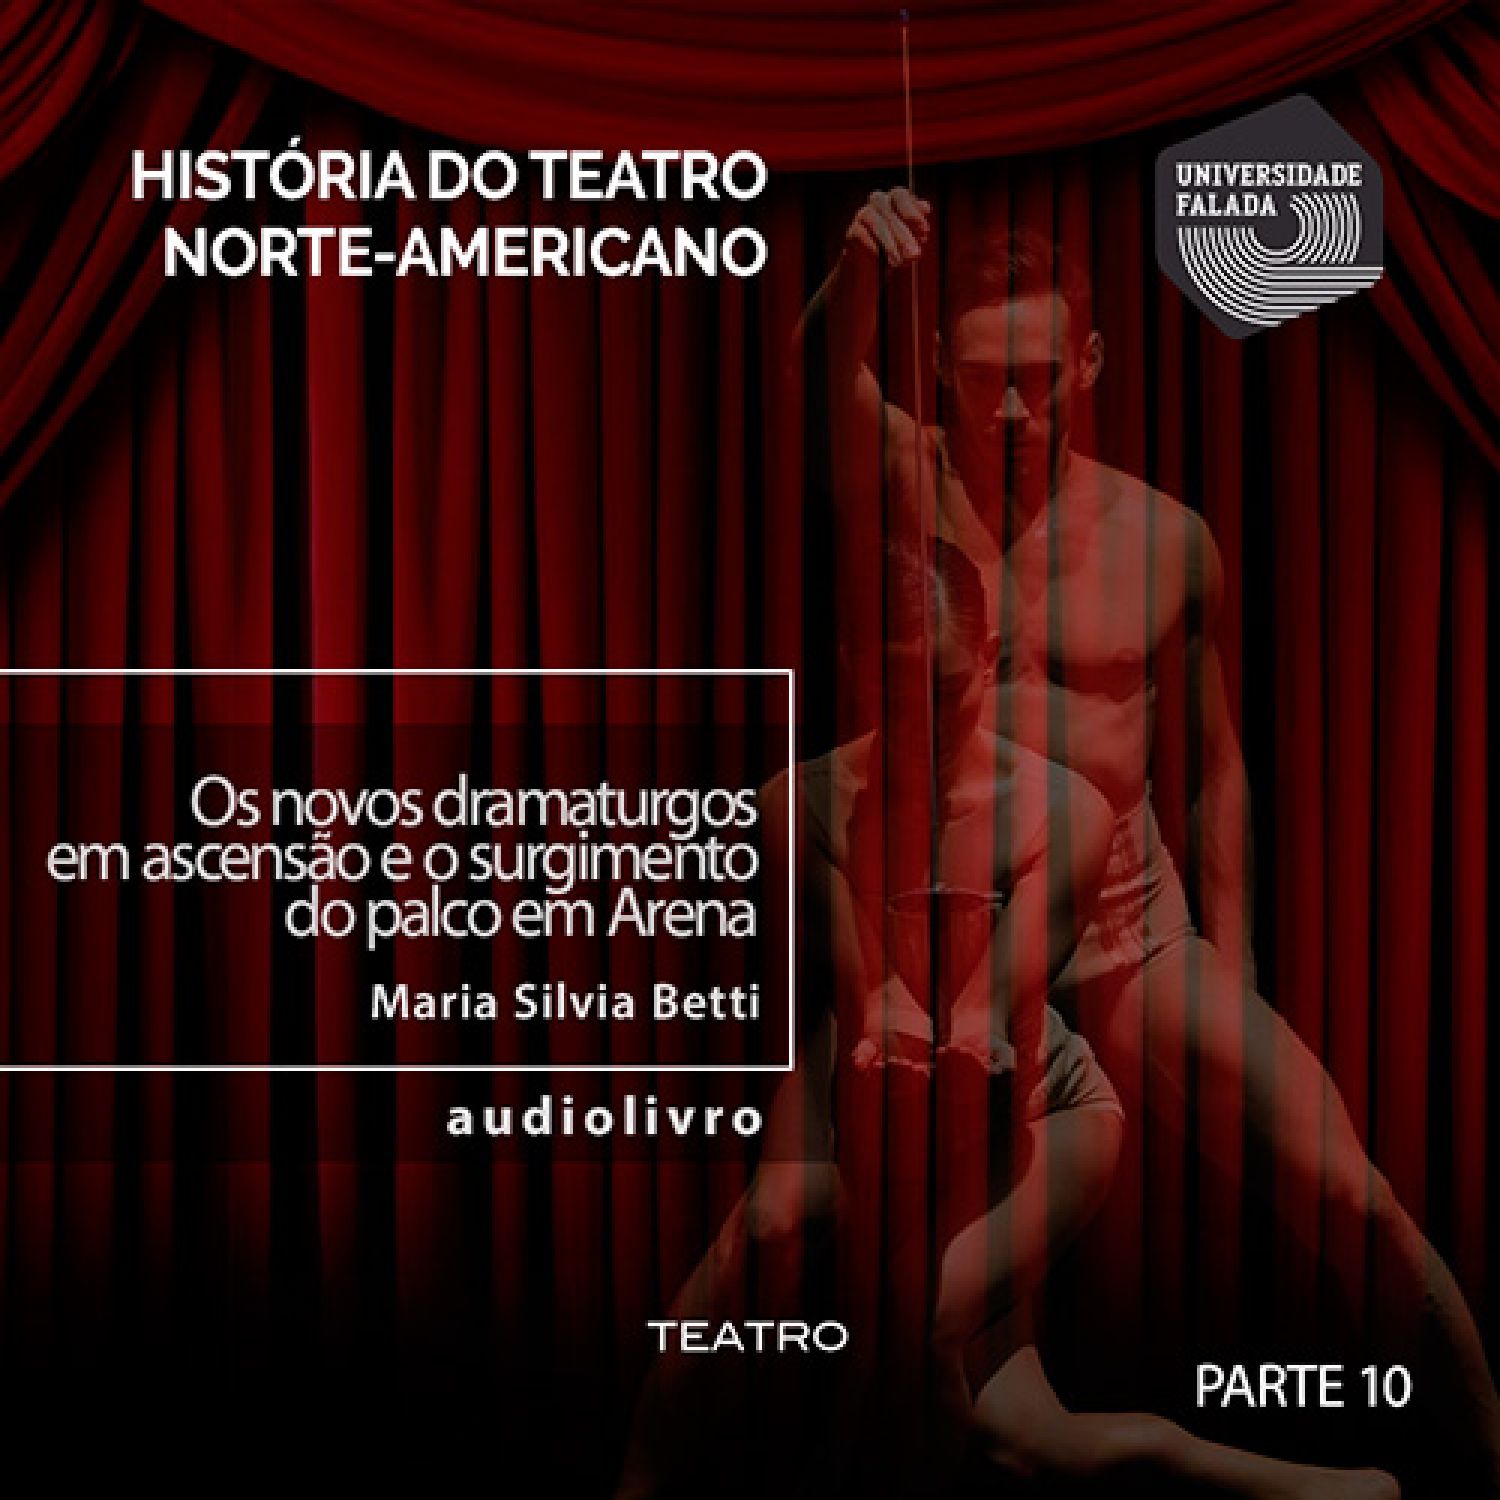 HISTÓRIA DO TEATRO
NORTE-AMERICANO
UNIVERSIDADE
FALADA
Os novos dramaturgos
em ascensão e o surgimento
do palco em Arena
Maria Silvia Betti
audiolivro
TEATRO
PARTE 10